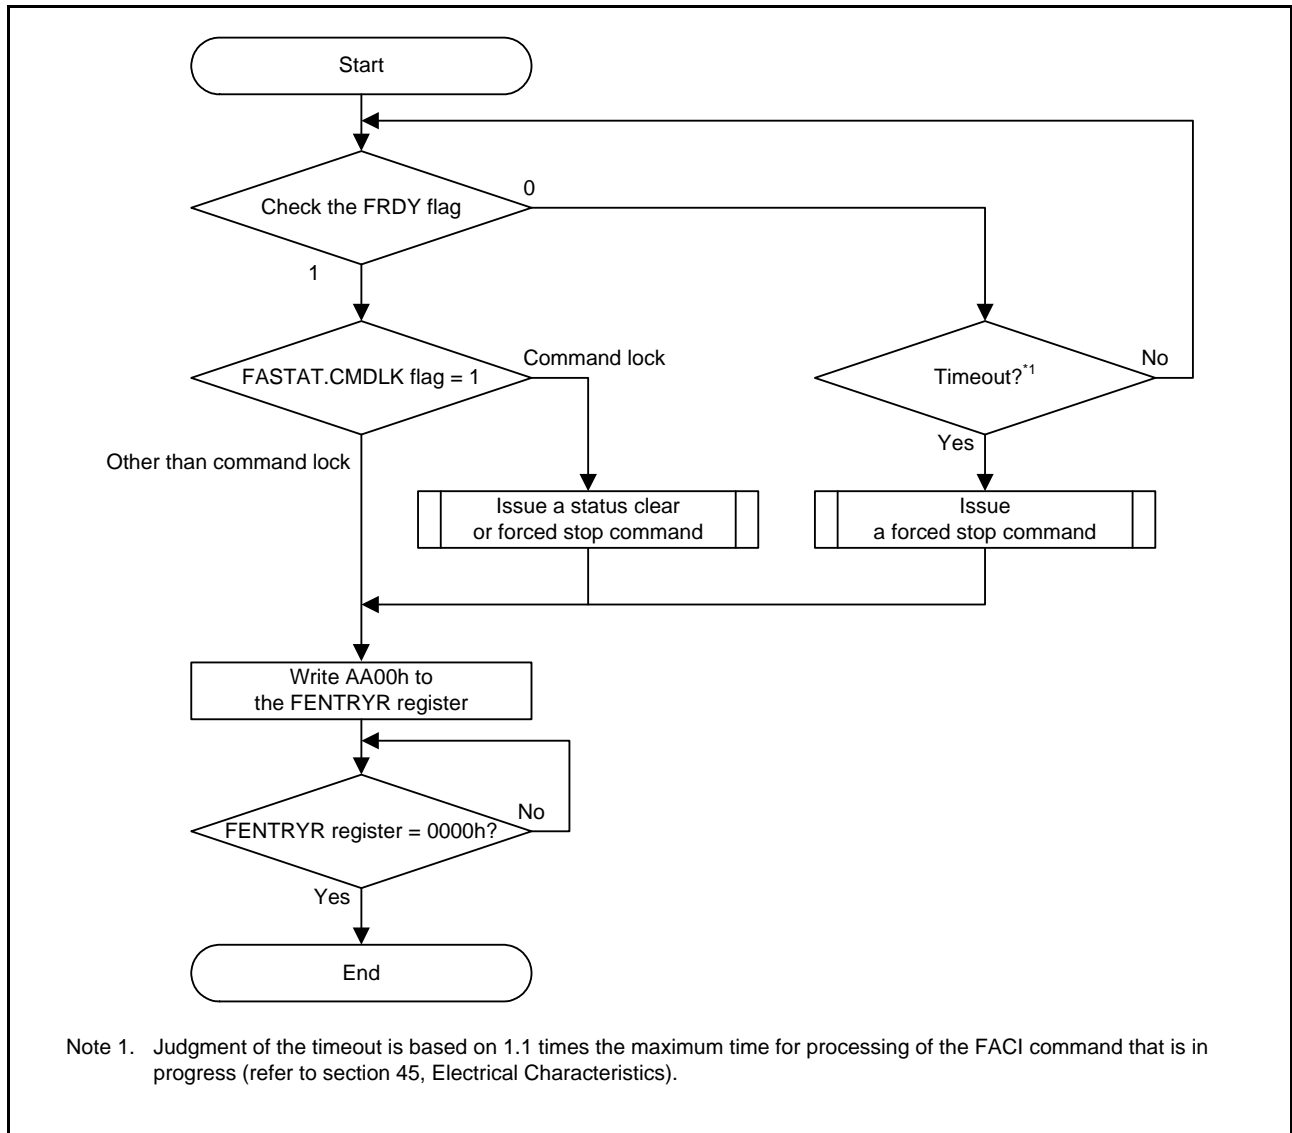 Start
Check the FRDY flag
0
1
FASTAT.CMDLK flag = 1
Command lock
Timeout?*1
No
Yes
Other than command lock
Issue a status clear
or forced stop command
Issue
a forced stop command
Write AA00h to
the FENTRYR register
FENTRYR register = 0000h?
No
Yes
End
Note 1. Judgment of the timeout is based on 1.1 times the maximum time for processing of the FACI command that is in
progress (refer to section 45, Electrical Characteristics).